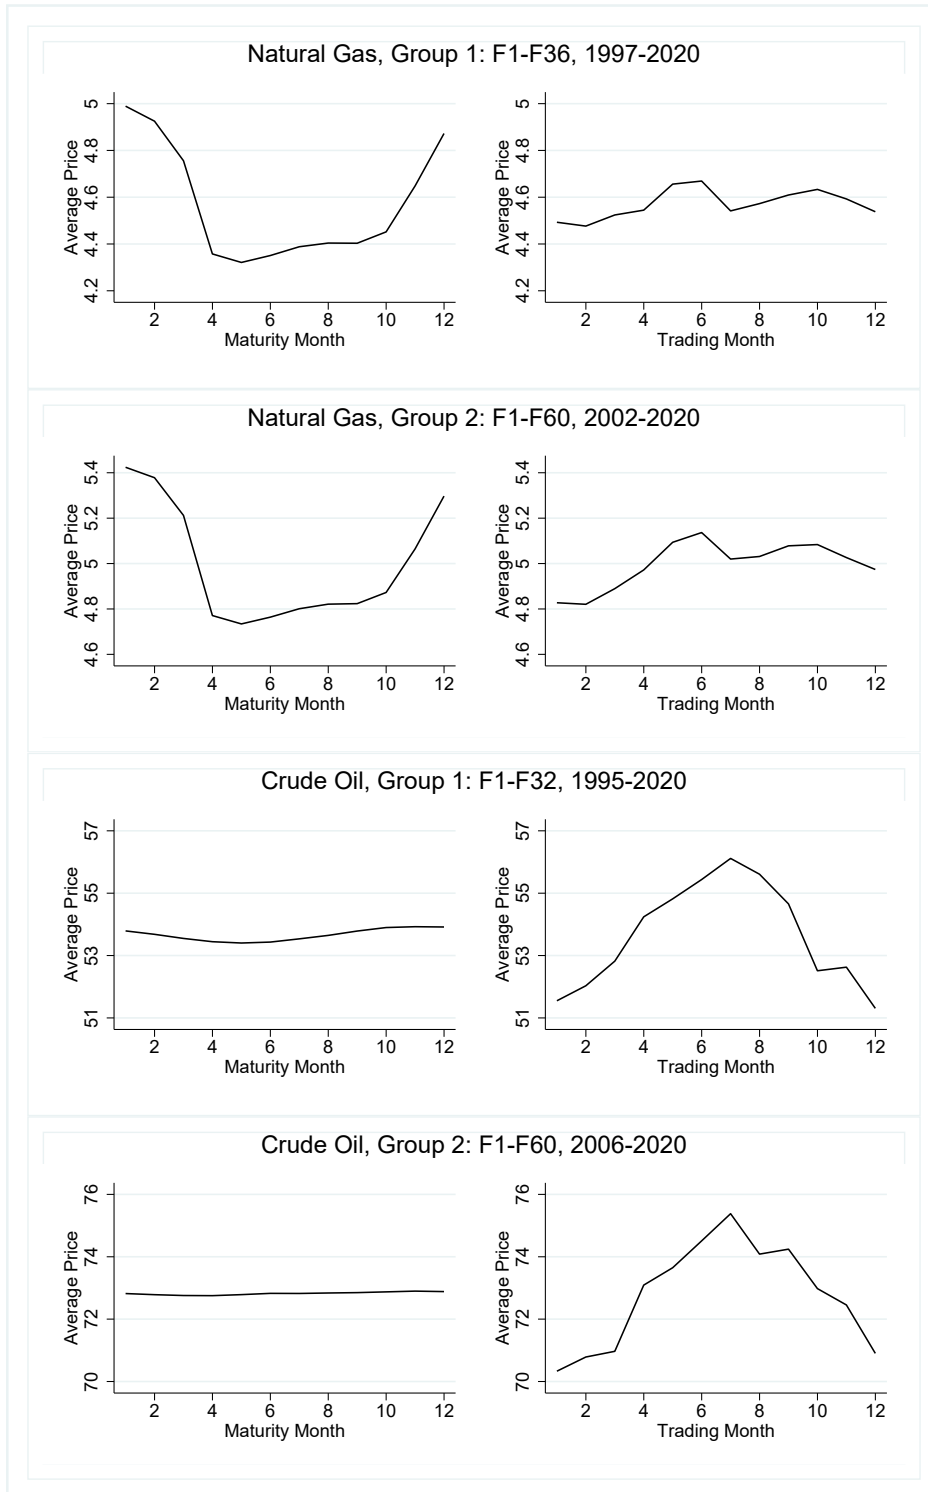 Natural Gas, Group 1: F1-F36, 1997-2020
Average Price
5
4.8
4.6
4.4
4.2
2 4 6 8 10 12
Maturity Month
Average Price
5
4.8
4.6
4.4
4.2
2 4 6 8 10 12
Trading Month
Natural Gas, Group 2: F1-F60, 2002-2020
Average Price
5.4
5.2
5
4.8
4.6
2 4 6 8 10 12
Maturity Month
Average Price
5.4
5.2
5
4.8
4.6
2 4 6 8 10 12
Trading Month
Crude Oil, Group 1: F1-F32, 1995-2020
Average Price
57
55
53
51
2 4 6 8 10 12
Maturity Month
Average Price
57
55
53
51
2 4 6 8 10 12
Trading Month
Crude Oil, Group 2: F1-F60, 2006-2020
Average Price
76
74
72
70
2 4 6 8 10 12
Maturity Month
Average Price
76
74
72
70
2 4 6 8 10 12
Trading Month